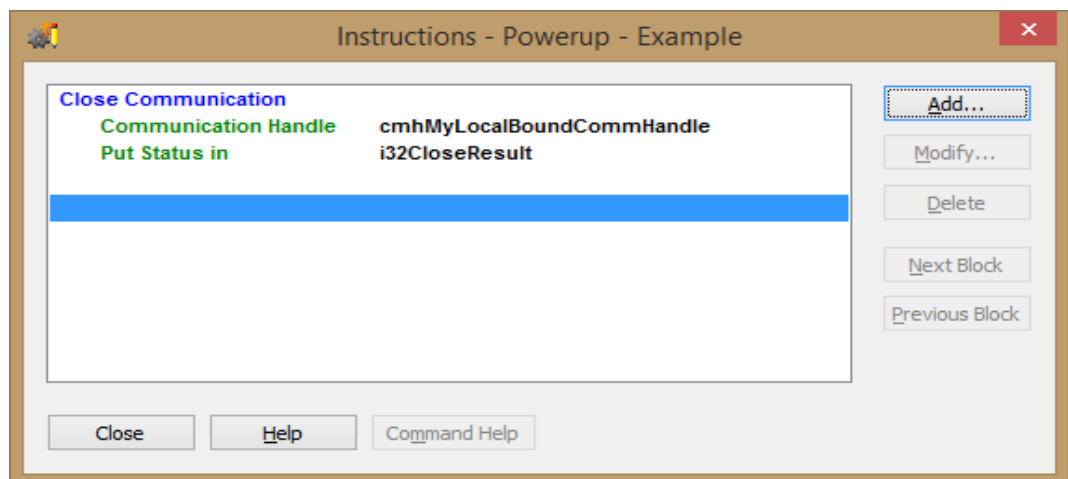 Instructions - Powerup - Example
Close Communication
Communication Handle cmhMyLocalBoundCommHandle
Put Status in i32CloseResult
Add...
Modify...
Delete
Next Block
Previous Block
Close Help Command Help